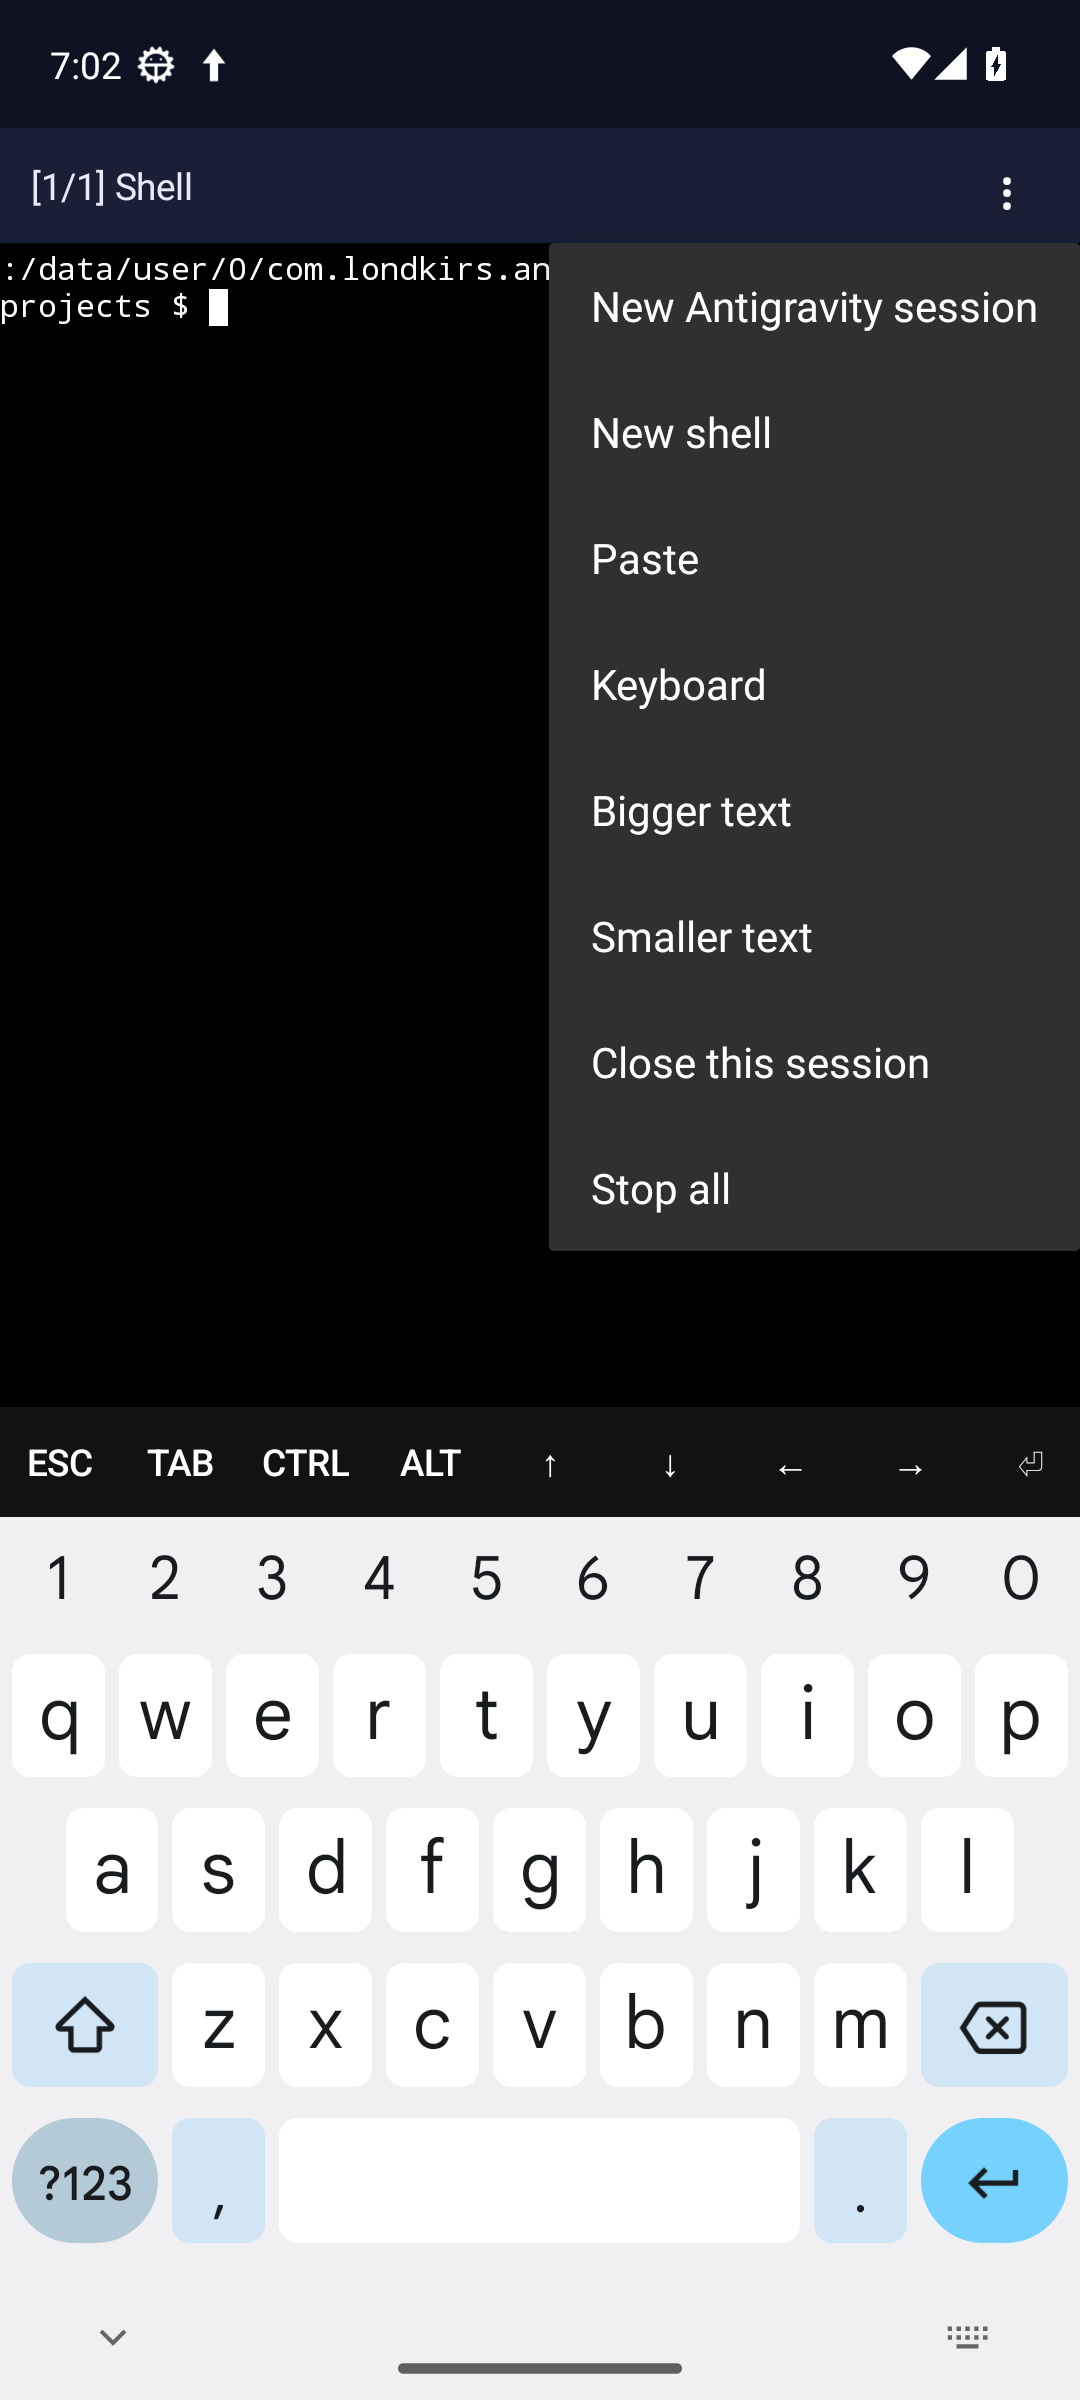 7:02
[1/1] Shell
:/data/user/0/com.londkirs.an
projects $
New Antigravity session
New shell
Paste
Keyboard
Bigger text
Smaller text
Close this session
Stop all
ESC TAB CTRL ALT ↑ ↓ ← → ⏎
1 2 3 4 5 6 7 8 9 0
q w e r t y u i o p
a s d f g h j k l
z x c v b n m
?123 , .